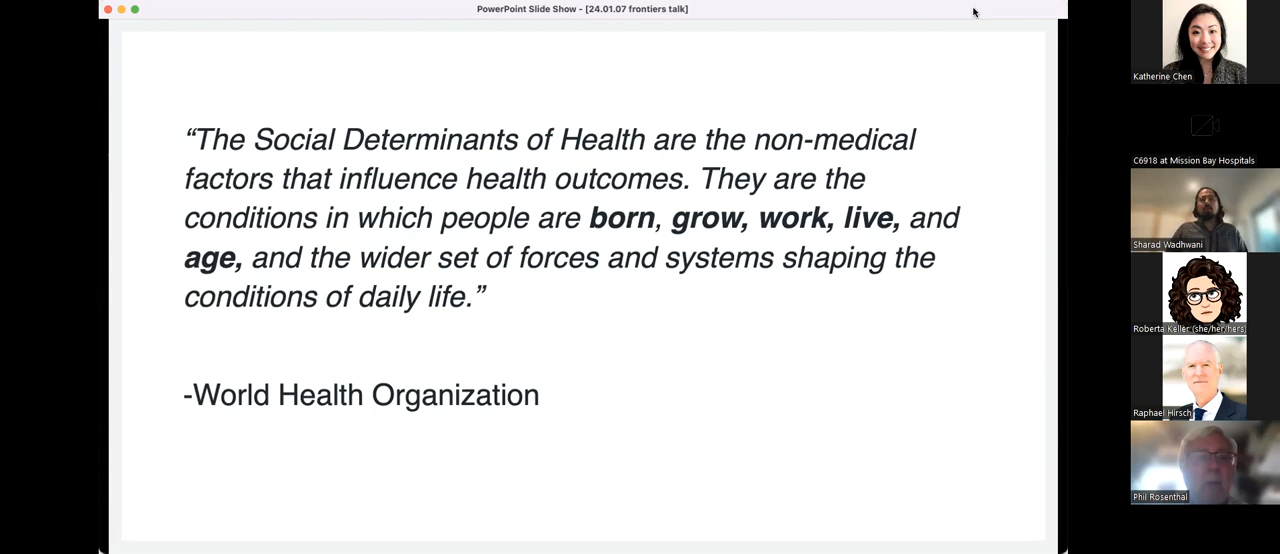 PowerPoint Slide Show - [24.01.07 frontiers talk]
“The Social Determinants of Health are the non-medical
factors that influence health outcomes. They are the
conditions in which people are born, grow, work, live, and
age, and the wider set of forces and systems shaping the
conditions of daily life.”
-World Health Organization
Katherine Chen
C6918 at Mission Bay Hospitals
Sharad Wadhwani
Roberta Keller (she/her/hers)
Raphael Hirsch
Phil Rosenthal